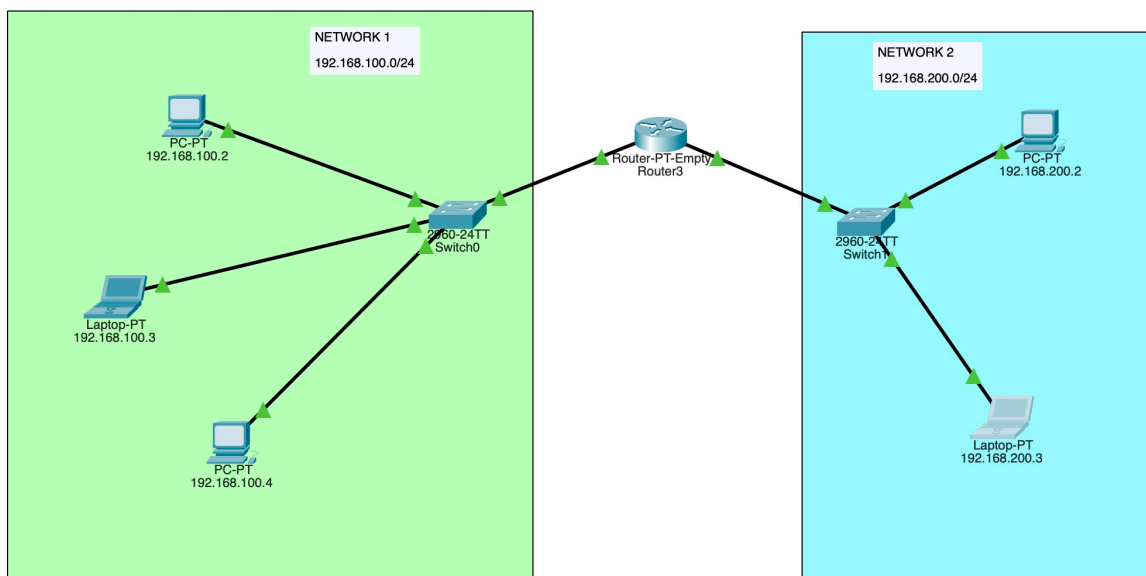 NETWORK 1
192.168.100.0/24
NETWORK 2
192.168.200.0/24
PC-PT
192.168.100.2
Router-PT-Empty
Router3
PC-PT
192.168.200.2
2960-24TT
Switch0
2960-24TT
Switch1
Laptop-PT
192.168.100.3
PC-PT
192.168.100.4
Laptop-PT
192.168.200.3